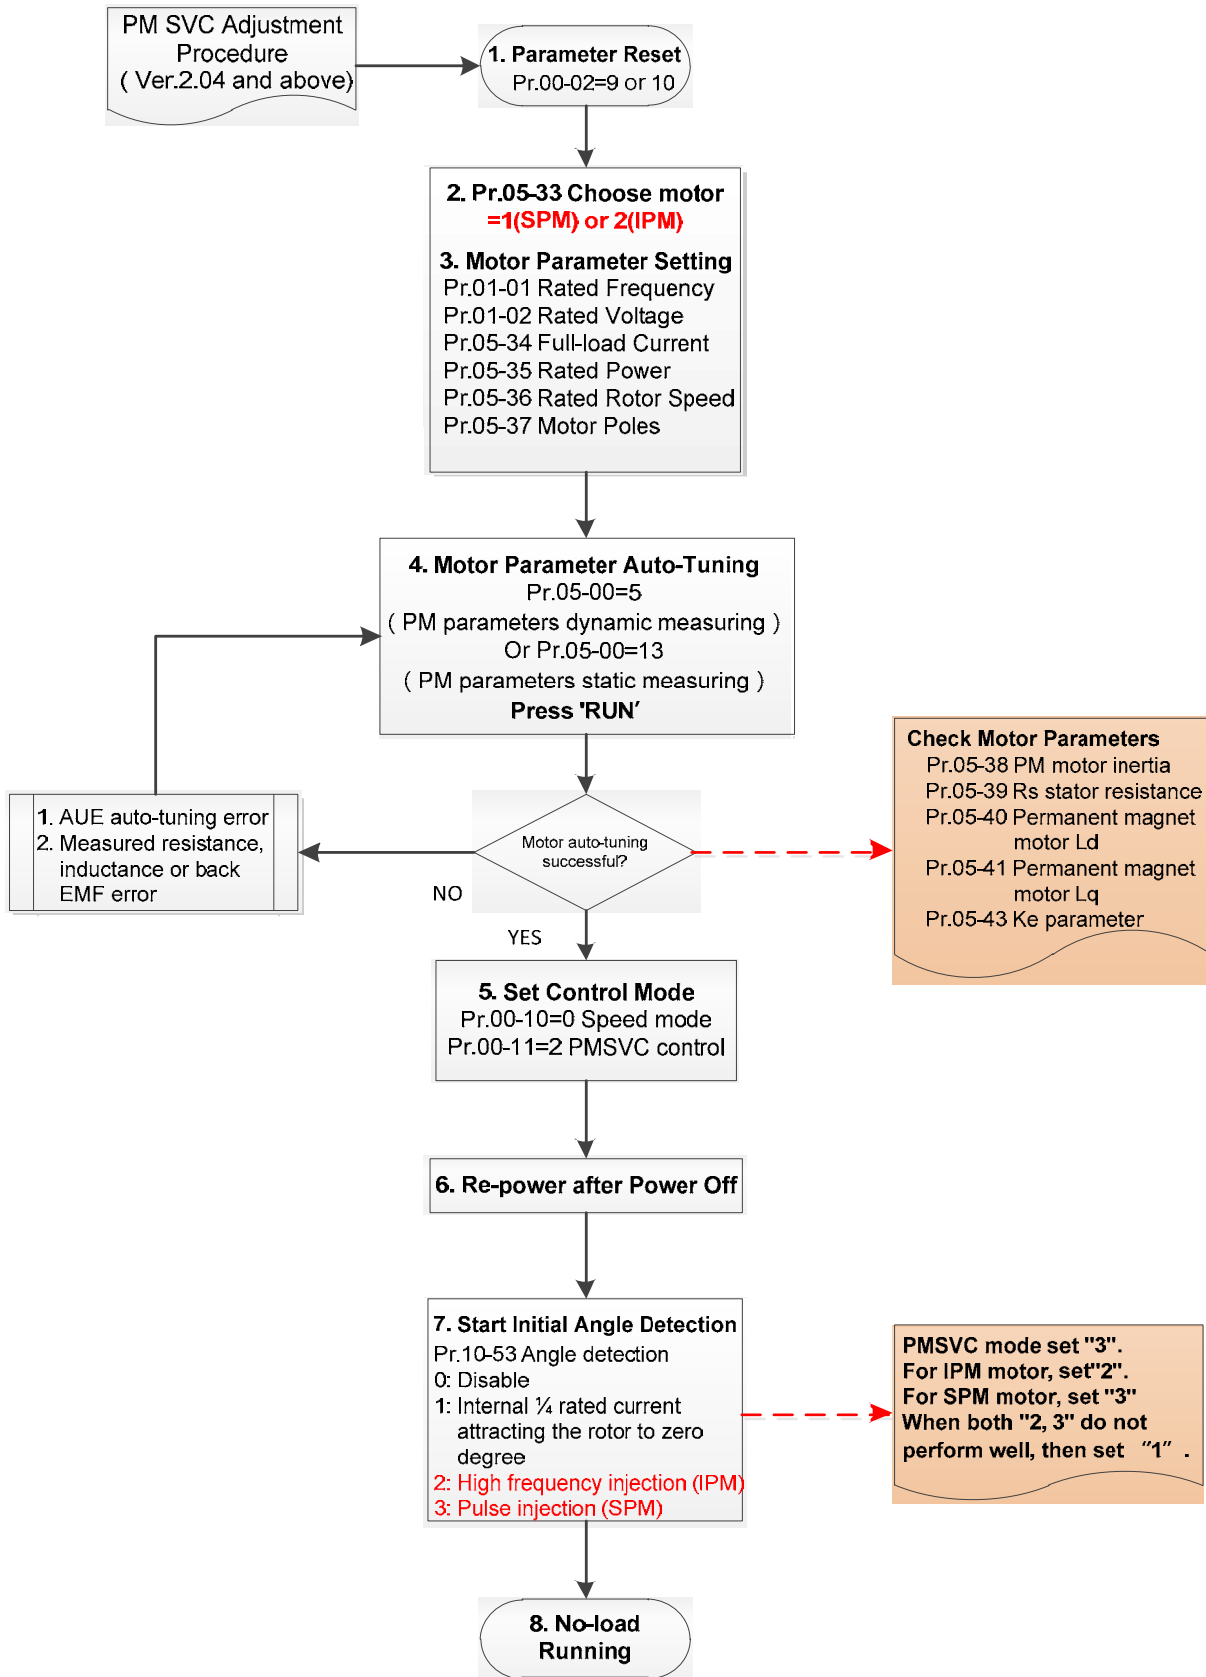 PM SVC Adjustment
Procedure
( Ver.2.04 and above)
1. Parameter Reset
Pr.00-02=9 or 10
2. Pr.05-33 Choose motor
=1(SPM) or 2(IPM)
3. Motor Parameter Setting
Pr.01-01 Rated Frequency
Pr.01-02 Rated Voltage
Pr.05-34 Full-load Current
Pr.05-35 Rated Power
Pr.05-36 Rated Rotor Speed
Pr.05-37 Motor Poles
4. Motor Parameter Auto-Tuning
Pr.05-00=5
( PM parameters dynamic measuring )
Or Pr.05-00=13
( PM parameters static measuring )
Press 'RUN'
1. AUE auto-tuning error
2. Measured resistance,
inductance or back
EMF error
Motor auto-tuning
successful?
NO
YES
Check Motor Parameters
Pr.05-38 PM motor inertia
Pr.05-39 Rs stator resistance
Pr.05-40 Permanent magnet
motor Ld
Pr.05-41 Permanent magnet
motor Lq
Pr.05-43 Ke parameter
5. Set Control Mode
Pr.00-10=0 Speed mode
Pr.00-11=2 PMSVC control
6. Re-power after Power Off
7. Start Initial Angle Detection
Pr.10-53 Angle detection
0: Disable
1: Internal ¼ rated current
attracting the rotor to zero
degree
2: High frequency injection (IPM)
3: Pulse injection (SPM)
PMSVC mode set "3".
For IPM motor, set"2".
For SPM motor, set "3"
When both "2, 3" do not
perform well, then set "1" .
8. No-load
Running